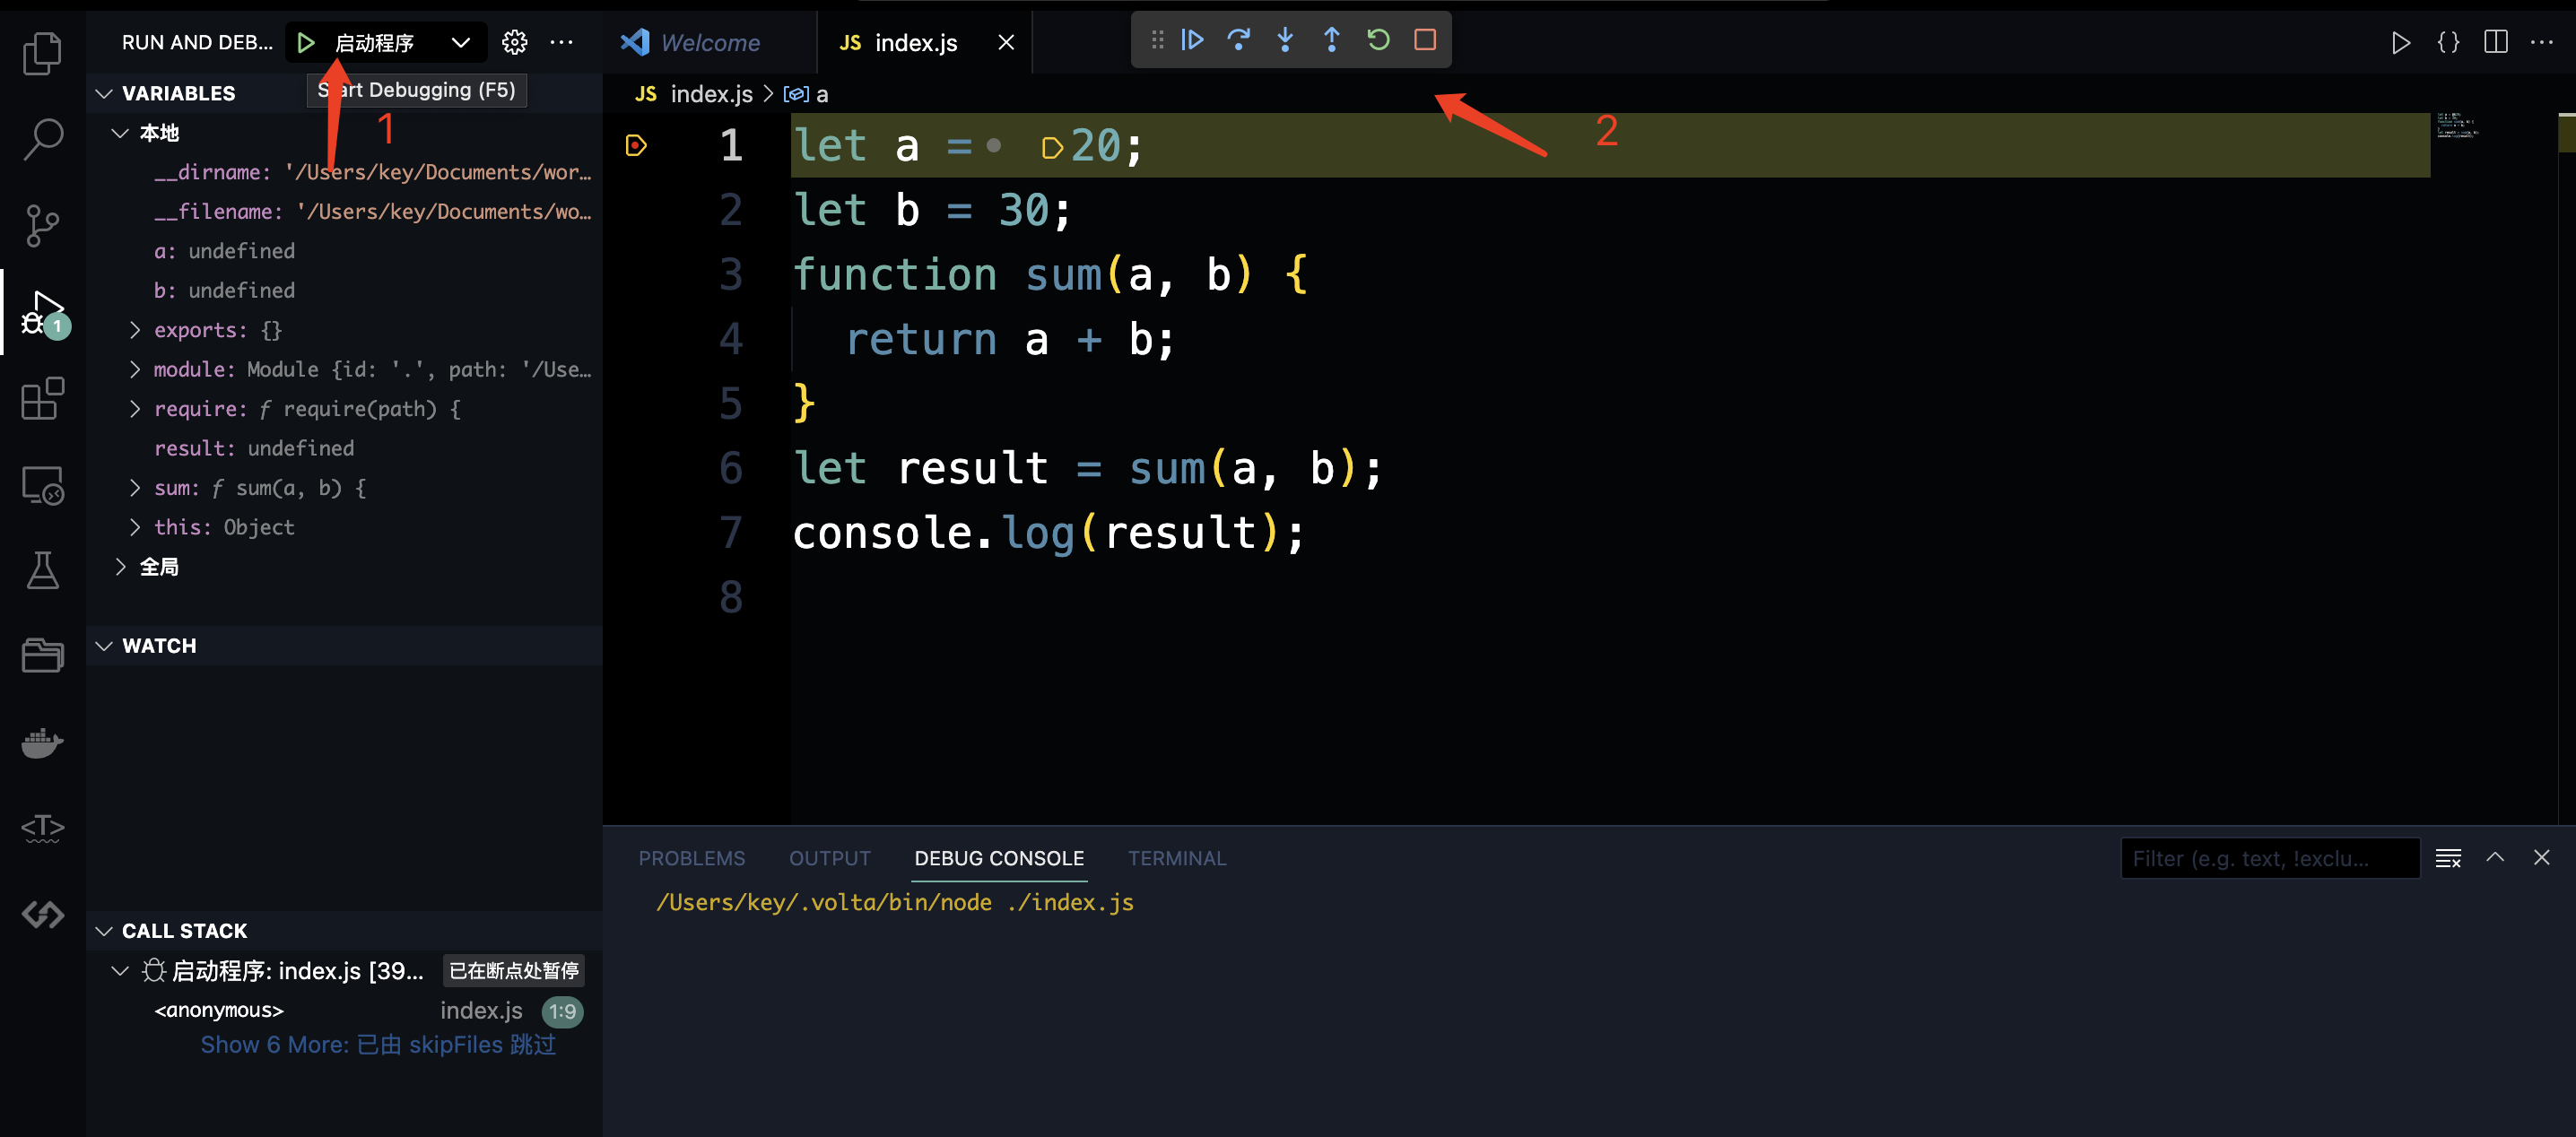 RUN AND DEB... 启动程序
Start Debugging (F5)
1
VARIABLES
本地
__dirname: '/Users/key/Documents/wor…
__filename: '/Users/key/Documents/wo…
a: undefined
b: undefined
exports: {}
module: Module {id: '.', path: '/Use…
require: ƒ require(path) {
result: undefined
sum: ƒ sum(a, b) {
this: Object
全局
WATCH
CALL STACK
启动程序: index.js [39... 已在断点处暂停
<anonymous> index.js 1:9
Show 6 More: 已由 skipFiles 跳过
1
Welcome
JS index.js
JS index.js > a
2
1 let a = 20;
2 let b = 30;
3 function sum(a, b) {
4 return a + b;
5 }
6 let result = sum(a, b);
7 console.log(result);
8
PROBLEMS OUTPUT DEBUG CONSOLE TERMINAL
Filter (e.g. text, !exclu...
/Users/key/.volta/bin/node ./index.js